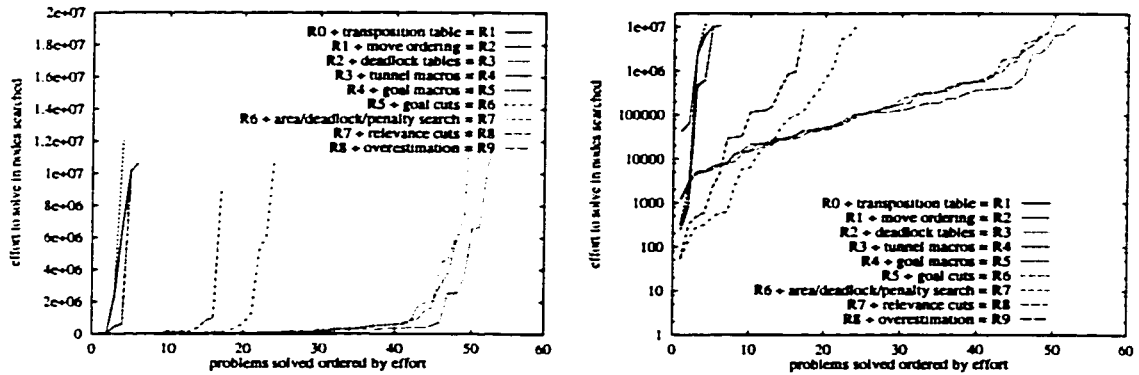 effort to solve in nodes searched
2e+07
1.8e+07
1.6e+07
1.4e+07
1.2e+07
1e+07
8e+06
6e+06
4e+06
2e+06
0
R0 + transposition table = R1
R1 + move ordering = R2
R2 + deadlock tables = R3
R3 + tunnel macros = R4
R4 + goal macros = R5
R5 + goal cuts = R6
R6 + area/deadlock/penalty search = R7
R7 + relevance cuts = R8
R8 + overestimation = R9
0 10 20 30 40 50 60
problems solved ordered by effort
effort to solve in nodes searched
1e+07
1e+06
100000
10000
1000
100
10
1
R0 + transposition table = R1
R1 + move ordering = R2
R2 + deadlock tables = R3
R3 + tunnel macros = R4
R4 + goal macros = R5
R5 + goal cuts = R6
R6 + area/deadlock/penalty search = R7
R7 + relevance cuts = R8
R8 + overestimation = R9
0 10 20 30 40 50 60
problems solved ordered by effort